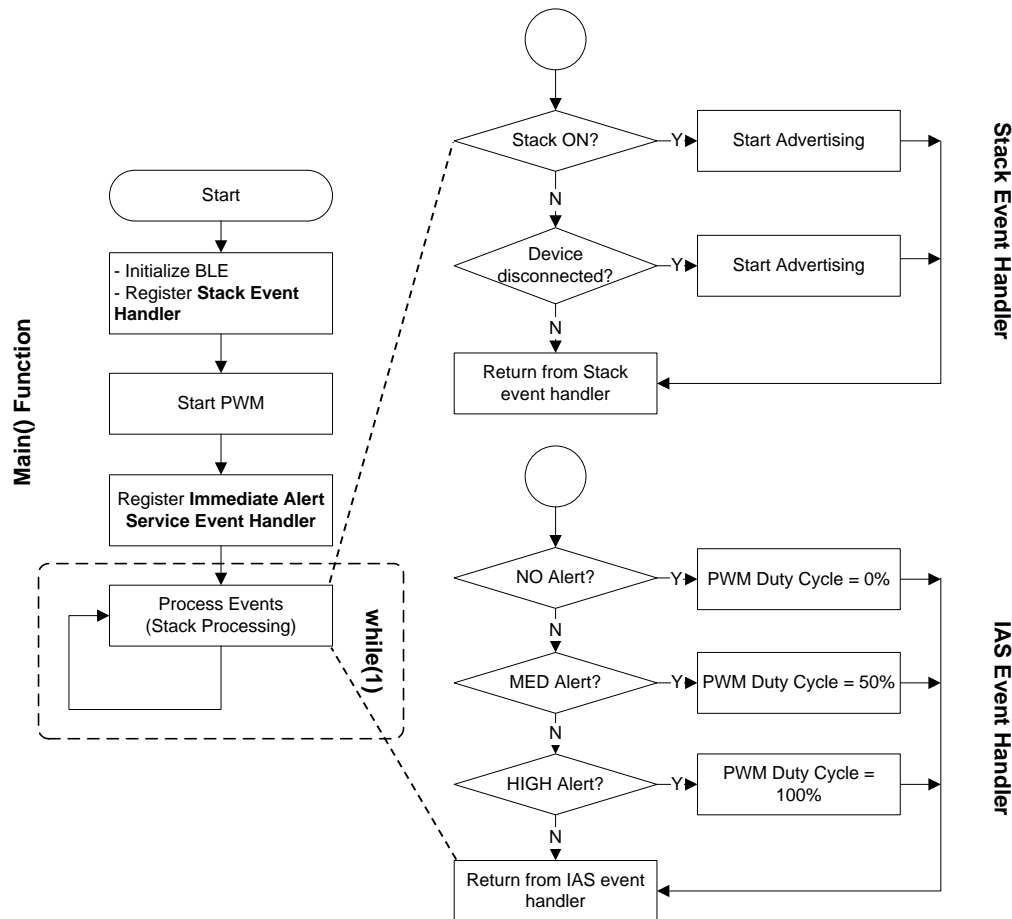 Main() Function
Start
- Initialize BLE
- Register Stack Event
Handler
Start PWM
Register Immediate Alert
Service Event Handler
Process Events
(Stack Processing)
while(1)
Stack ON?
Y
Start Advertising
N
Device
disconnected?
Y
Start Advertising
N
Return from Stack
event handler
Stack Event Handler
NO Alert?
Y
PWM Duty Cycle = 0%
N
MED Alert?
Y
PWM Duty Cycle = 50%
N
HIGH Alert?
Y
PWM Duty Cycle =
100%
N
Return from IAS event
handler
IAS Event Handler